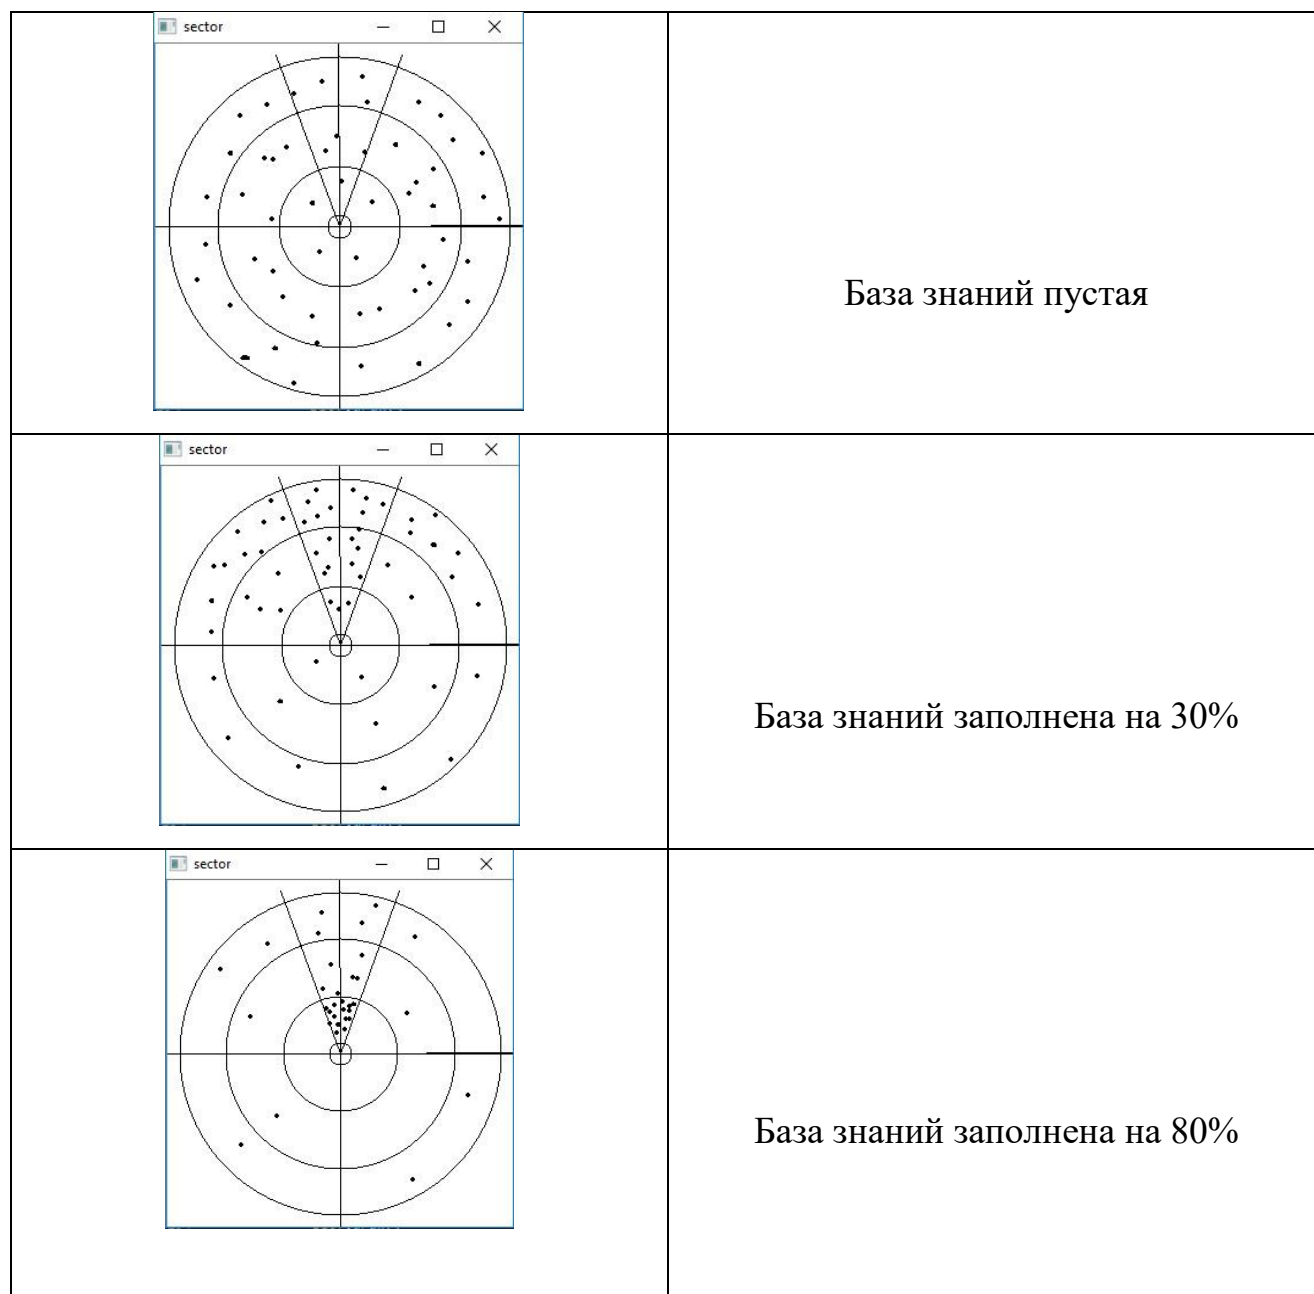 sector
База знаний пустая
sector
База знаний заполнена на 30%
sector
База знаний заполнена на 80%